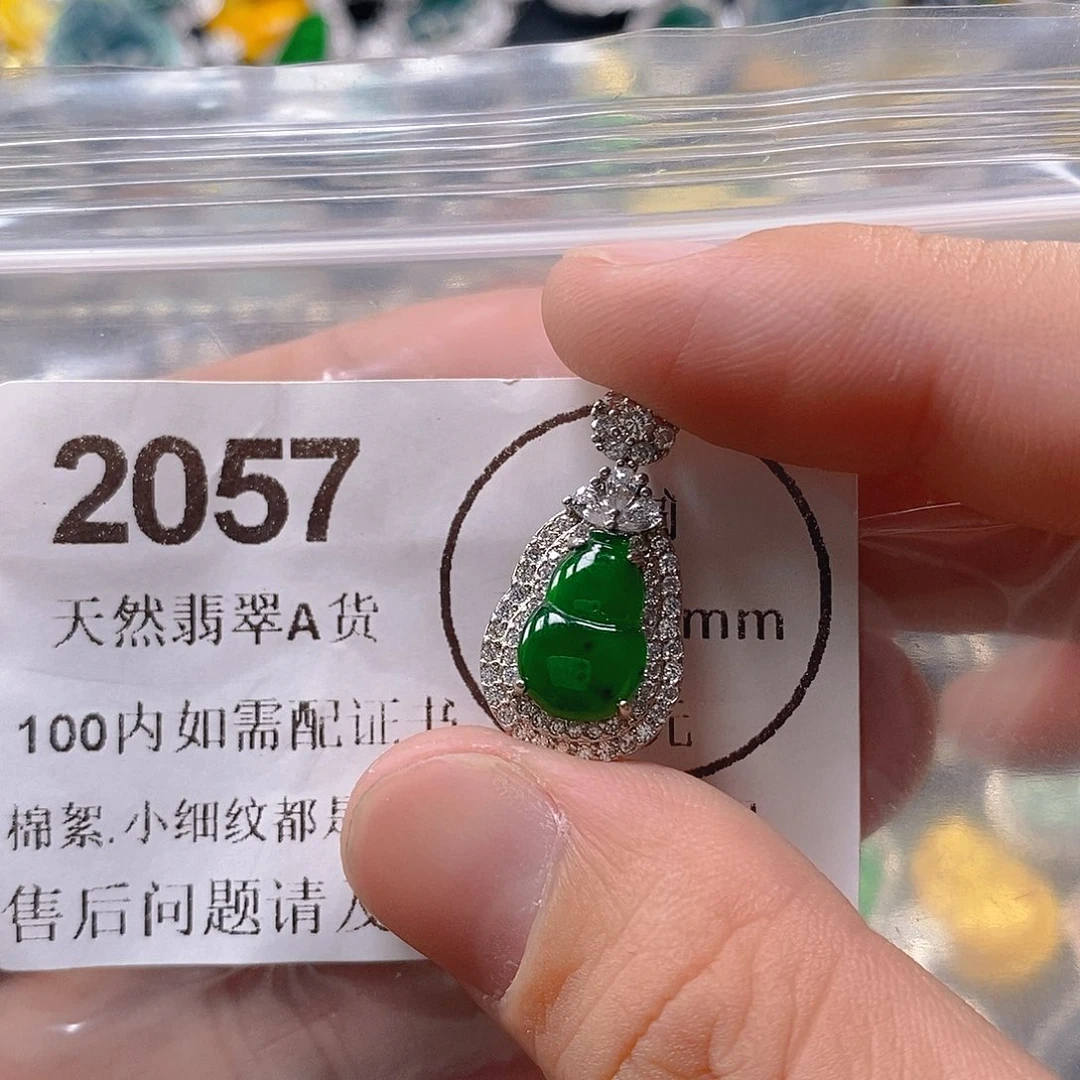 2057
天然翡翠A货
mm
100内如需配证书
元
棉絮.小细纹都是
售后问题请及